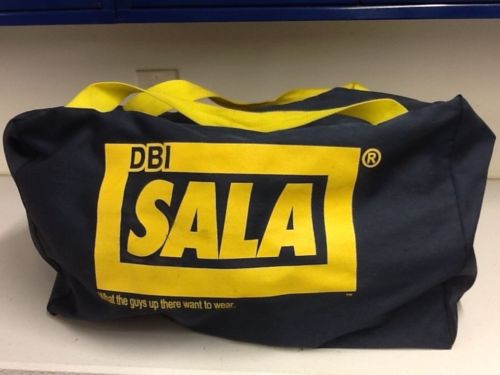 DBI
SALA®
What the guys up there want to wear.